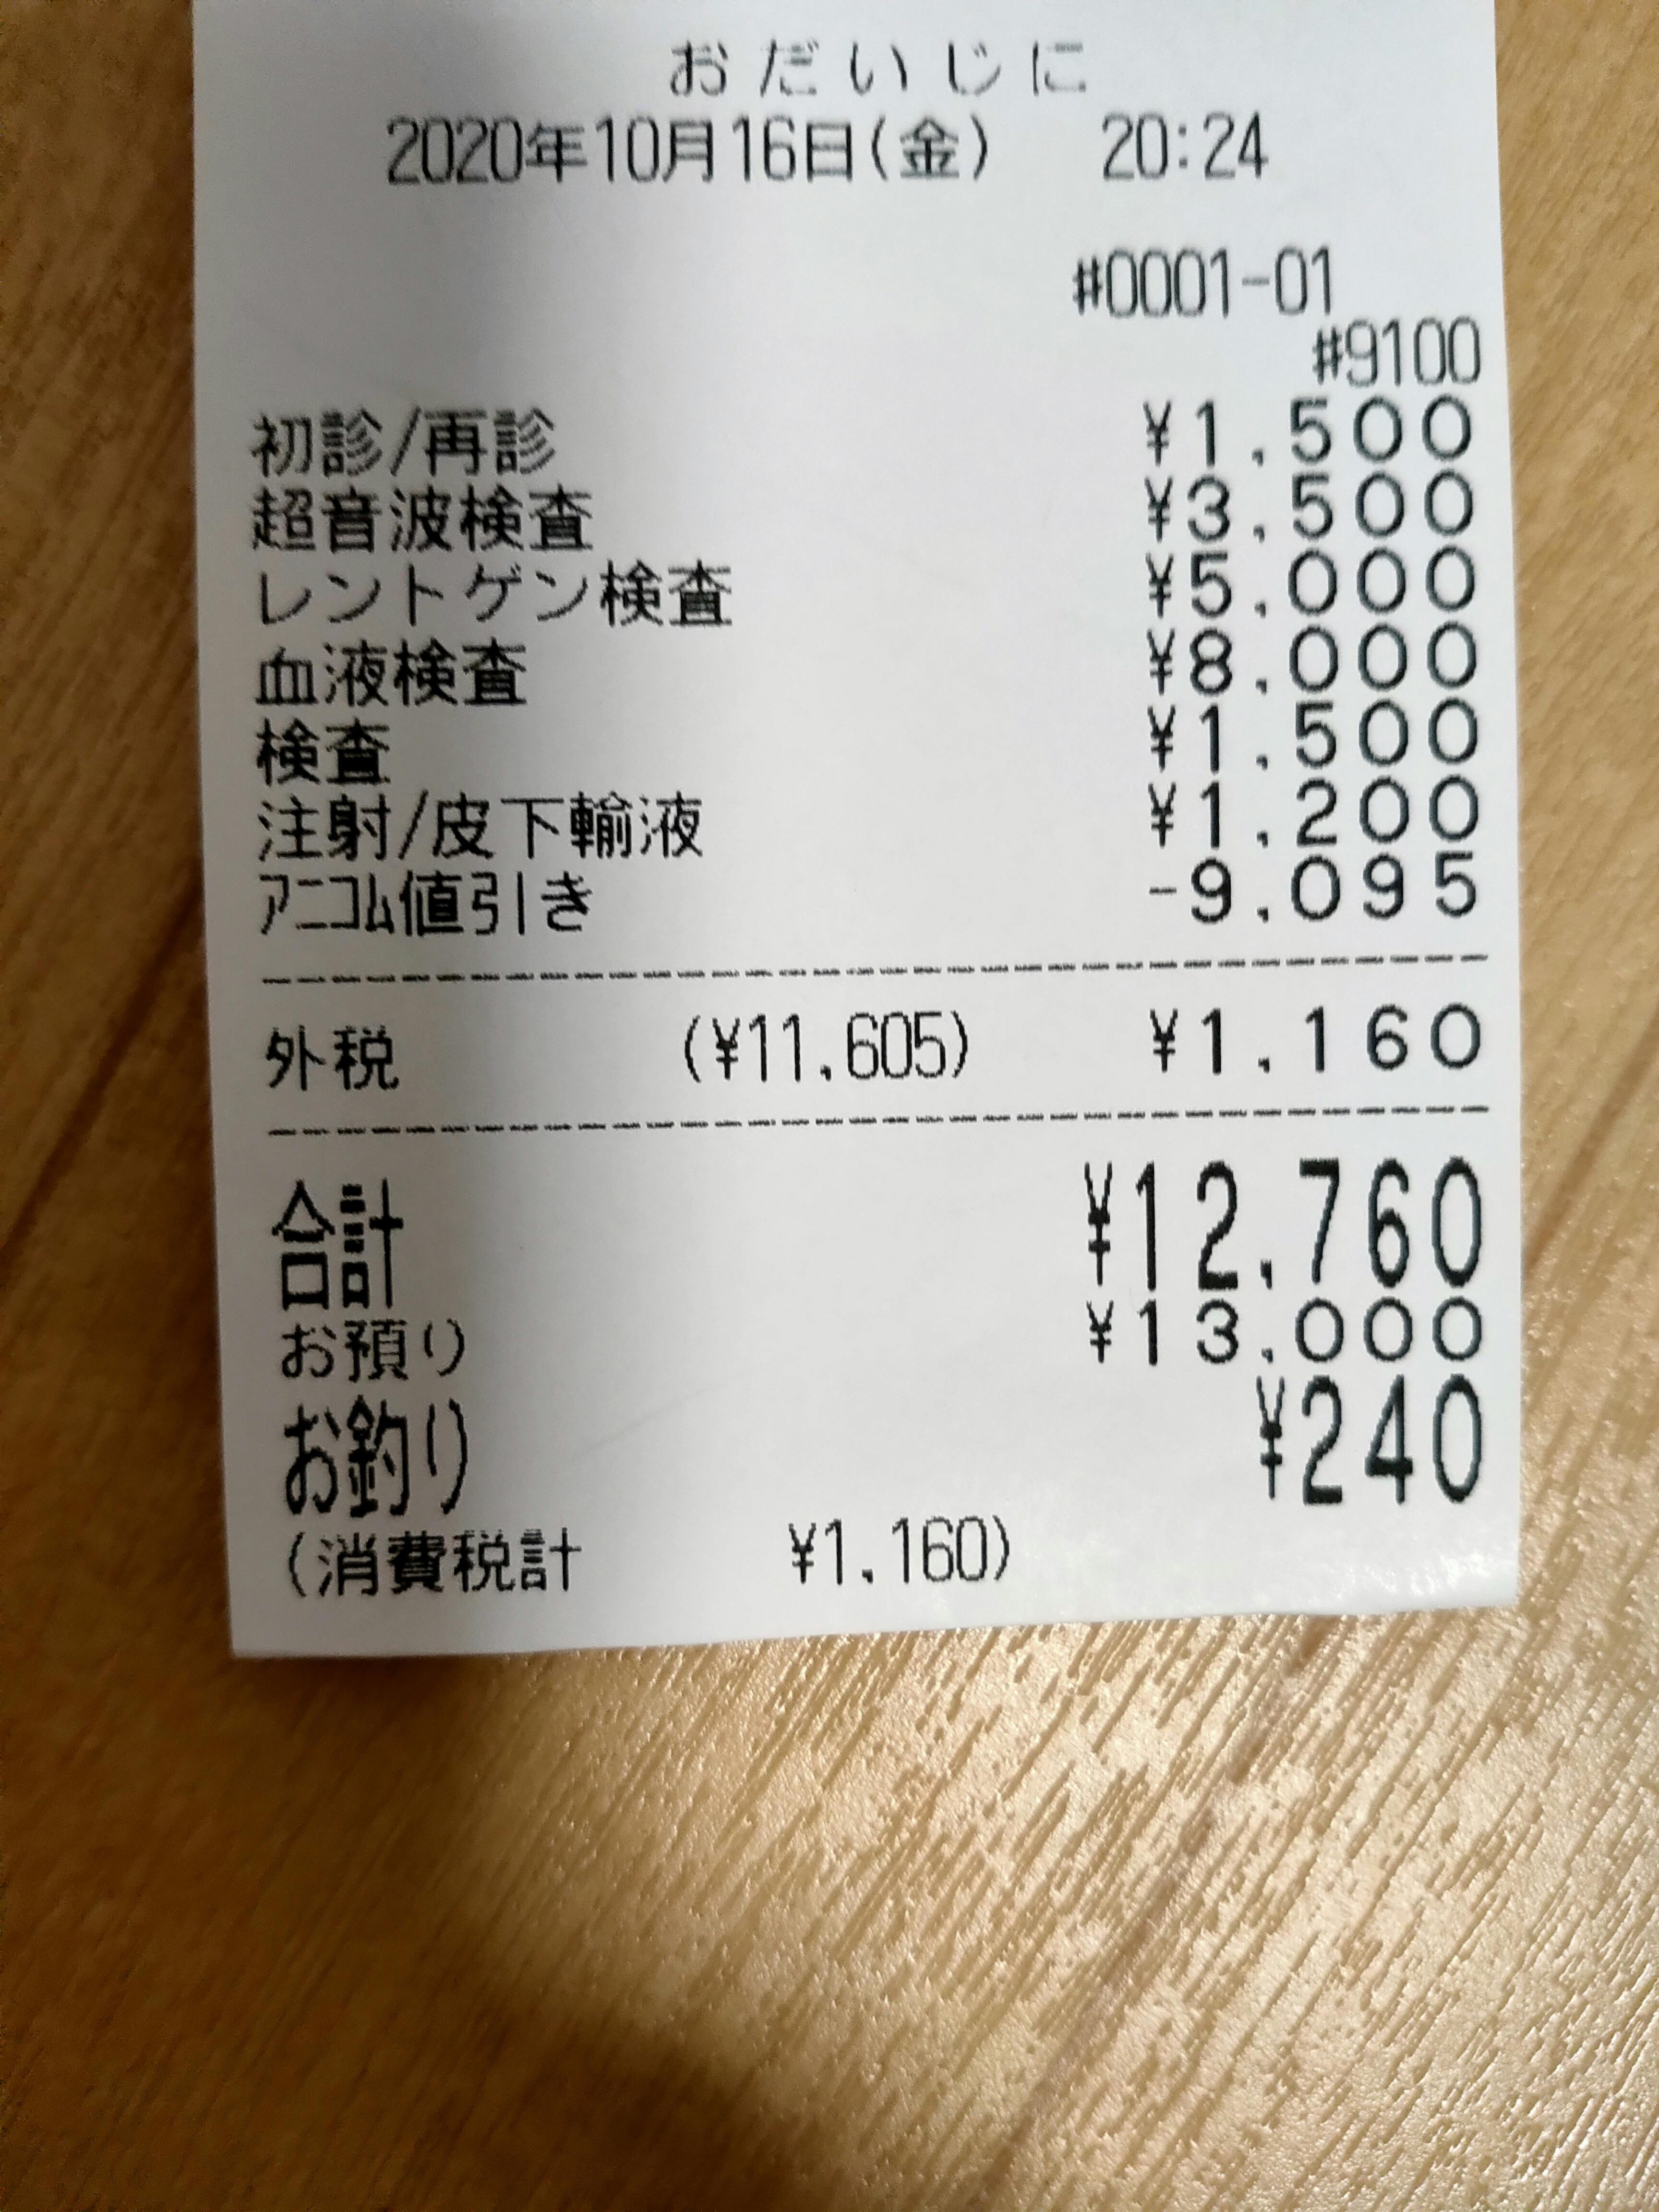 おだいじに
2020年10月16日(金) 20:24
#0001-01
#9100
初診/再診 ¥1,500
超音波検査 ¥3,500
レントゲン検査 ¥5,000
血液検査 ¥8,000
検査 ¥1,500
注射/皮下輸液 ¥1,200
ｱﾆｺﾑ値引き -9,095
外税 (¥11,605) ¥1,160
合計 ¥12,760
お預り ¥13,000
お釣り ¥240
(消費税計 ¥1,160)